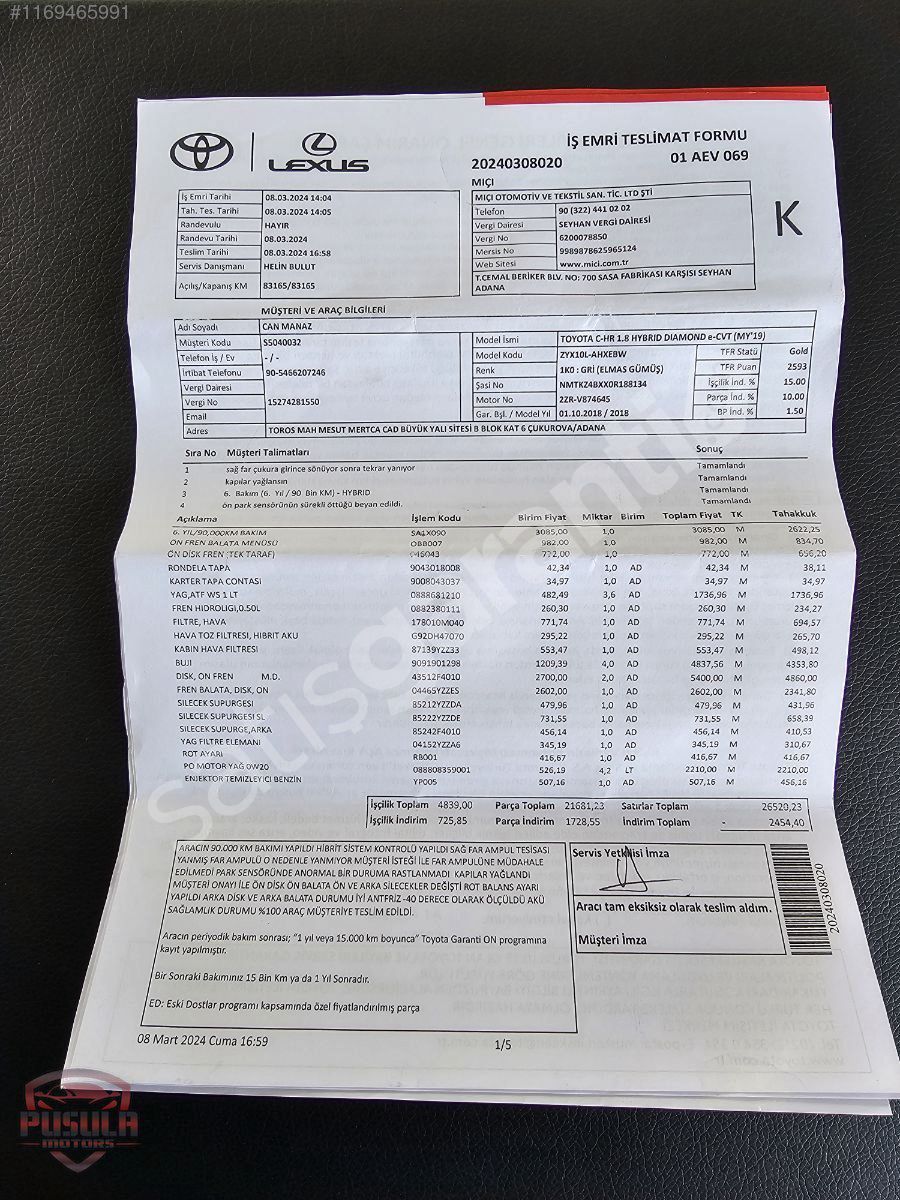 #1169465991
LEXUS
İŞ EMRİ TESLİMAT FORMU
20240308020 01 AEV 069
MIÇI
MIÇI OTOMOTİV VE TEKSTİL SAN. TİC. LTD ŞTİ
Telefon 90 (322) 441 02 02
Vergi Dairesi SEYHAN VERGİ DAİRESİ
Vergi No 6200078850
Mersis No 9989878625965124
Web Sitesi www.mici.com.tr
T.CEMAL BERİKER BLV. NO: 700 SASA FABRİKASI KARŞISI SEYHAN
ADANA
K
İş Emri Tarihi 08.03.2024 14:04
Tah. Tes. Tarihi 08.03.2024 14:05
Randevulu HAYIR
Randevu Tarihi 08.03.2024
Teslim Tarihi 08.03.2024 16:58
Servis Danışmanı HELİN BULUT
Açılış/Kapanış KM 83165/83165
MÜŞTERİ VE ARAÇ BİLGİLERİ
Adı Soyadı CAN MANAZ
Müşteri Kodu S5040032
Telefon İş / Ev - / -
İrtibat Telefonu 90-5466207246
Vergi Dairesi
Vergi No 15274281550
Email
Adres TOROS MAH MESUT MERTCA CAD BÜYÜK YALI SİTESİ B BLOK KAT 6 ÇUKUROVA/ADANA
Model İsmi TOYOTA C-HR 1.8 HYBRID DIAMOND e-CVT (MY'19)
Model Kodu ZYX10L-AHXEBW TFR Statü Gold
Renk 1K0 : GRİ (ELMAS GÜMÜŞ) TFR Puan 2593
Şasi No NMTKZ4BXX0R188134 İşçilik İnd. % 15.00
Motor No 2ZR-V874645 Parça İnd. % 10.00
Gar. Bşl. / Model Yıl 01.10.2018 / 2018 BP İnd. % 1.50
Sıra No Müşteri Talimatları Sonuç
1 sağ far çukura girince sönüyor sonra tekrar yanıyor Tamamlandı
2 kapılar yağlansın Tamamlandı
3 6. Bakım (6. Yıl / 90 Bin KM) - HYBRID Tamamlandı
4 ön park sensörünün sürekli öttüğü beyan edildi. Tamamlandı
Açıklama İşlem Kodu Birim Fiyat Miktar Birim Toplam Fiyat TK Tahakkuk
6. YIL/90,000KM BAKIM SA1X090 3085,00 1,0 3085,00 M 2622,25
ÖN FREN BALATA MENÜSÜ OBB007 982,00 1,0 982,00 M 834,70
ÖN DİSK FREN (TEK TARAF) 046043 772,00 1,0 772,00 M 656,20
RONDELA TAPA 9043018008 42,34 1,0 AD 42,34 M 38,11
KARTER TAPA CONTASI 9008043037 34,97 1,0 AD 34,97 M 34,97
YAG,ATF WS 1 LT 0888681210 482,49 3,6 AD 1736,96 M 1736,96
FREN HIDROLIGI,0.50L 0882380111 260,30 1,0 AD 260,30 M 234,27
FILTRE, HAVA 178010M040 771,74 1,0 AD 771,74 M 694,57
HAVA TOZ FILTRESI, HIBRIT AKU G92DH47070 295,22 1,0 AD 295,22 M 265,70
KABIN HAVA FILTRESI 87139YZZ33 553,47 1,0 AD 553,47 M 498,12
BUJI 9091901298 1209,39 4,0 AD 4837,56 M 4353,80
DISK, ON FREN M.D. 43512F4010 2700,00 2,0 AD 5400,00 M 4860,00
FREN BALATA, DISK, ON 04465YZZES 2602,00 1,0 AD 2602,00 M 2341,80
SILECEK SUPURGESI 85212YZZDA 479,96 1,0 AD 479,96 M 431,96
SILECEK SUPURGESI SL 85222YZZDE 731,55 1,0 AD 731,55 M 658,39
SILECEK SUPURGE,ARKA 85242F4010 456,14 1,0 AD 456,14 M 410,53
YAG FILTRE ELEMANI 04152YZZA6 345,19 1,0 AD 345,19 M 310,67
ROT AYARI RB001 416,67 1,0 AD 416,67 M 416,67
PO MOTOR YAĞ 0W20 088808359001 526,19 4,2 LT 2210,00 M 2210,00
ENJEKTOR TEMIZLEYICI BENZIN YP005 507,16 1,0 AD 507,16 M 456,16
İşçilik Toplam 4839,00 Parça Toplam 21681,23 Satırlar Toplam 26520,23
İşçilik İndirim 725,85 Parça İndirim 1728,55 İndirim Toplam - 2454,40
ARACIN 90.000 KM BAKIMI YAPILDI HİBRİT SİSTEM KONTROLÜ YAPILDI SAĞ FAR AMPUL TESİSASI
YANMIŞ FAR AMPULÜ O NEDENLE YANMIYOR MÜŞTERİ İSTEĞİ İLE FAR AMPULÜNE MÜDAHALE
EDİLMEDİ PARK SENSÖRÜNDE ANORMAL BİR DURUMA RASTLANMADI KAPILAR YAĞLANDI
MÜŞTERİ ONAYI İLE ÖN DİSK ÖN BALATA ÖN VE ARKA SİLECEKLER DEĞİŞTİ ROT BALANS AYARI
YAPILDI ARKA DİSK VE ARKA BALATA DURUMU İYİ ANTFRİZ -40 DERECE OLARAK ÖLÇÜLDÜ AKÜ
SAĞLAMLIK DURUMU %100 ARAÇ MÜŞTERİYE TESLİM EDİLDİ.
Aracın periyodik bakım sonrası; "1 yıl veya 15.000 km boyunca" Toyota Garanti ON programına
kayıt yapılmıştır.
Bir Sonraki Bakımınız 15 Bin Km ya da 1 Yıl Sonradır.
ED: Eski Dostlar programı kapsamında özel fiyatlandırılmış parça
Servis Yetkilisi İmza
Aracı tam eksiksiz olarak teslim aldım.
Müşteri İmza
20240308020
08 Mart 2024 Cuma 16:59
1/5
Satışgarantisi
PUSULA
MOTORS